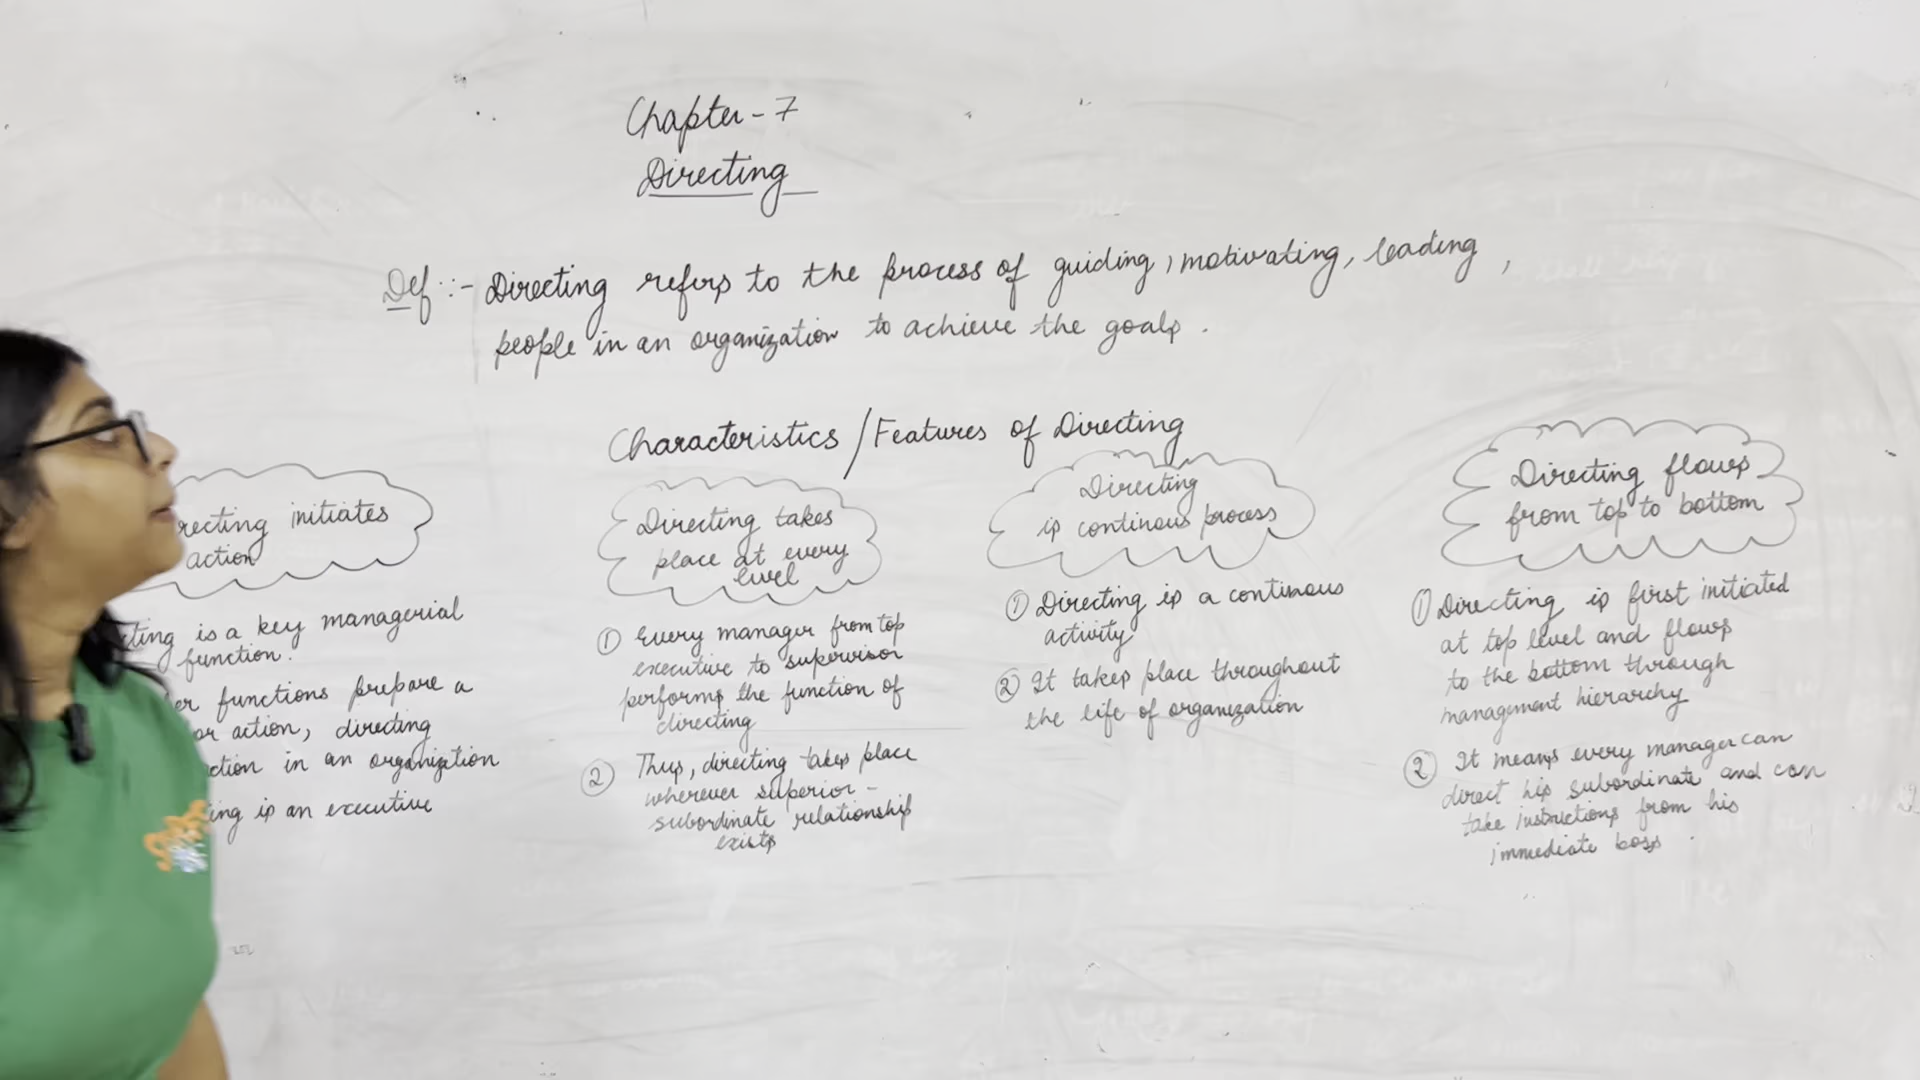 Chapter - 7
Directing
Def :- Directing refers to the process of guiding, motivating, leading,
people in an organization to achieve the goals.
Characteristics / Features of Directing
recting initiates
action
ting is a key managerial
function.
er functions prepare a
or action, directing
ction in an organization
ing is an executive
Directing takes
place at every
level
① Every manager from top
executive to supervisor
performs the function of
directing
② Thus, directing takes place
wherever superior -
subordinate relationship
exists
Directing
is continous process
① Directing is a continous
activity
② It takes place throughout
the life of organization
Directing flows
from top to bottom
① Directing is first initiated
at top level and flows
to the bottom through
management hierarchy
② It means every manager can
direct his subordinate and can
take instructions from his
immediate boss.